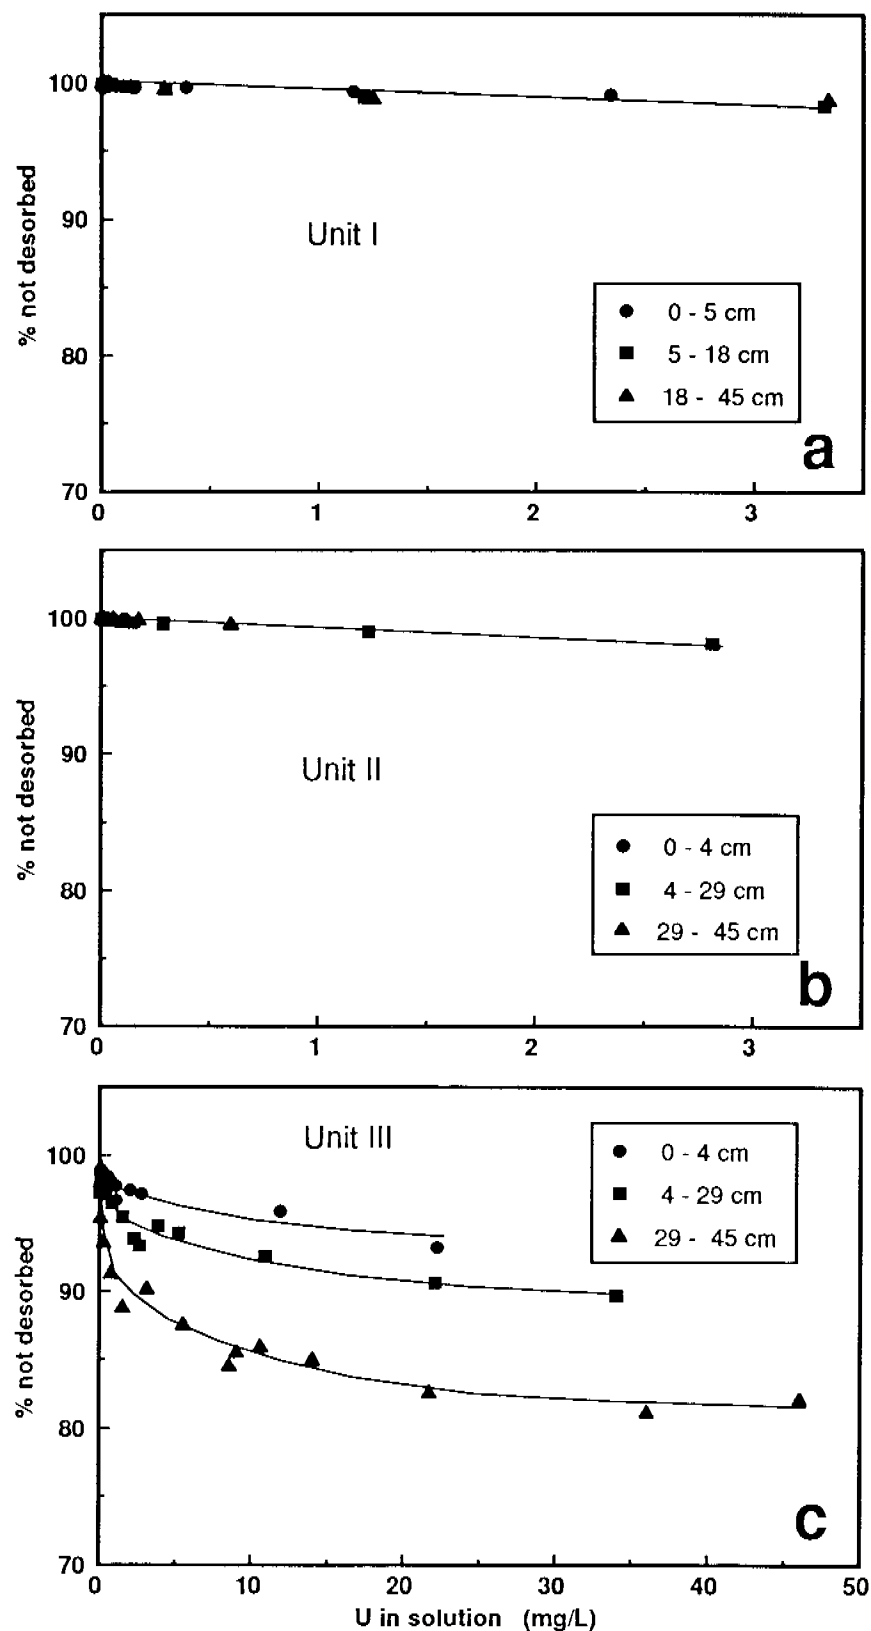 100
90
80
70
% not desorbed
Unit I
0 - 5 cm
5 - 18 cm
18 - 45 cm
a
0 1 2 3
100
90
80
70
% not desorbed
Unit II
0 - 4 cm
4 - 29 cm
29 - 45 cm
b
0 1 2 3
100
90
80
70
% not desorbed
Unit III
0 - 4 cm
4 - 29 cm
29 - 45 cm
c
0 10 20 30 40 50
U in solution (mg/L)